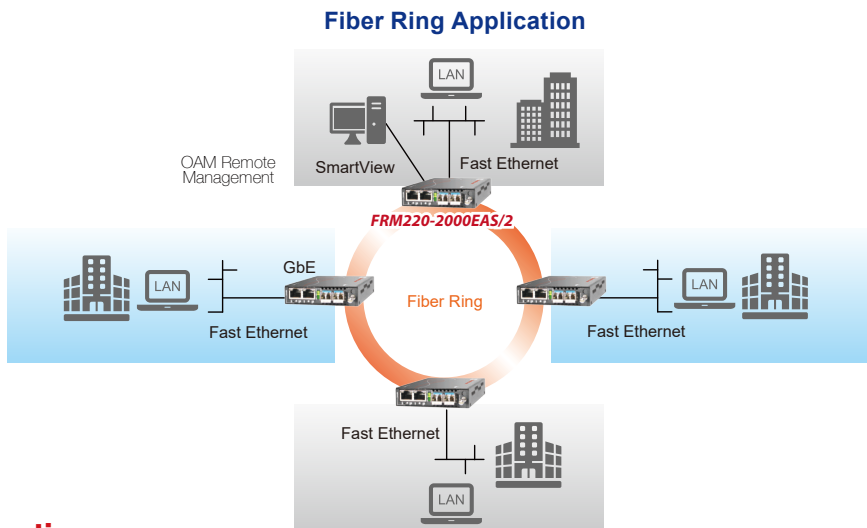 Fiber Ring Application
LAN
OAM Remote
Management
SmartView
Fast Ethernet
FRM220-2000EAS/2
GbE
LAN
Fast Ethernet
Fiber Ring
LAN
Fast Ethernet
Fast Ethernet
LAN